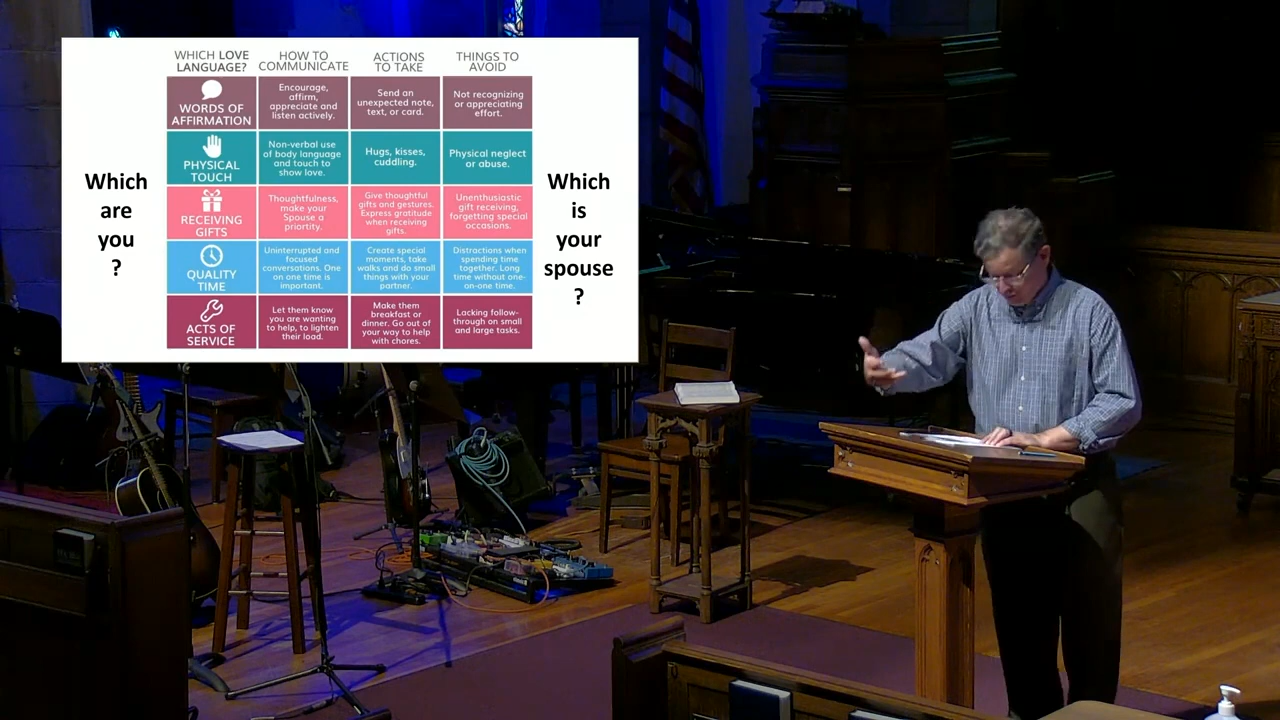 WHICH LOVE LANGUAGE?
HOW TO COMMUNICATE
ACTIONS TO TAKE
THINGS TO AVOID
WORDS OF
AFFIRMATION
Encourage,
affirm,
appreciate and
listen actively.
Send an
unexpected note,
text, or card.
Not recognizing
or appreciating
effort.
PHYSICAL
TOUCH
Non-verbal use
of body language
and touch to
show love.
Hugs, kisses,
cuddling.
Physical neglect
or abuse.
RECEIVING
GIFTS
Thoughtfulness,
make your
Spouse a
priortity.
Give thoughtful
gifts and gestures.
Express gratitude
when receiving
gifts.
Unenthusiastic
gift receiving,
forgetting special
occasions.
QUALITY
TIME
Uninterrupted and
focused
conversations. One
on one time is
important.
Create special
moments, take
walks and do small
things with your
partner.
Distractions when
spending time
together. Long
time without one-
on-one time.
ACTS OF
SERVICE
Let them know
you are wanting
to help, to lighten
their load.
Make them
breakfast or
dinner. Go out of
your way to help
with chores.
Lacking follow-
through on small
and large tasks.
Which
are
you
?
Which
is
your
spouse
?